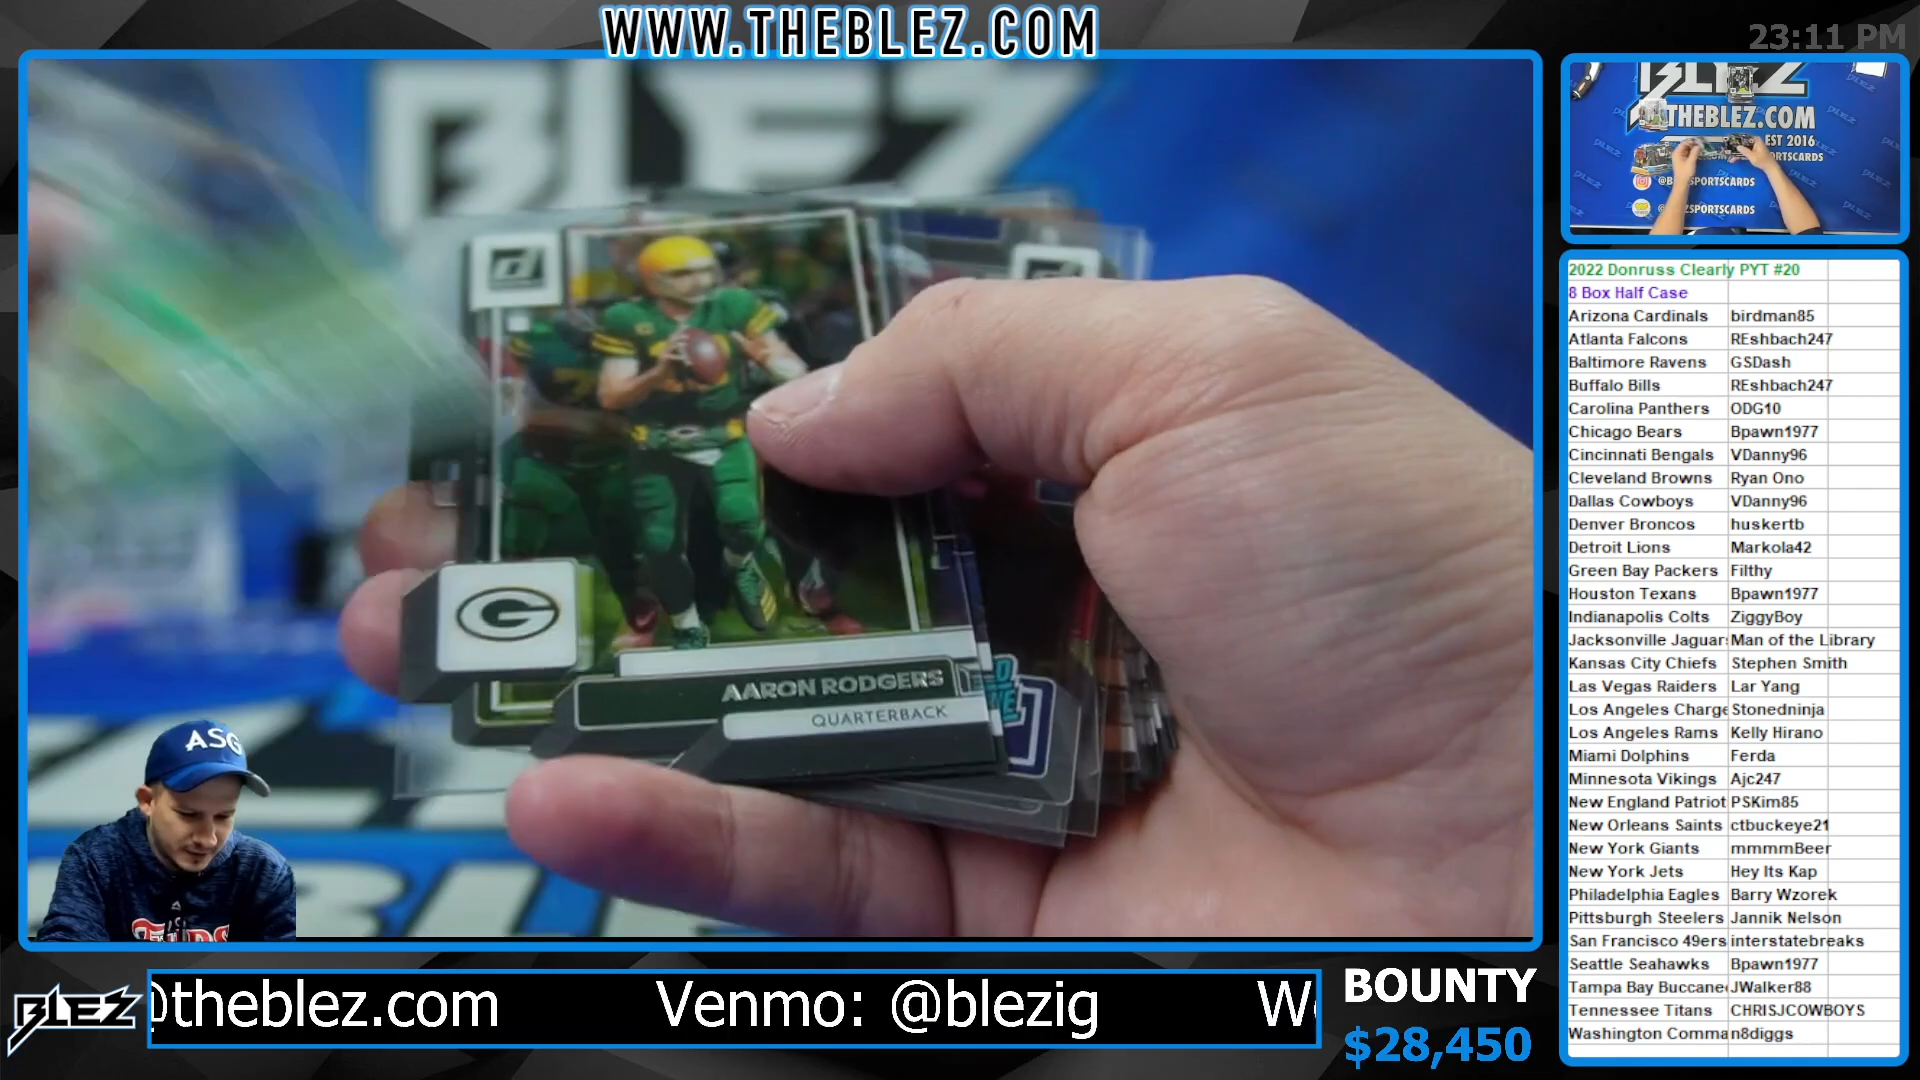 WWW.THEBLEZ.COM
23:11 PM
BLEZ
BLEZ
THEBLEZ.COM
EST 2016
AARON RODGERS
QUARTERBACK
ASG
2022 Donruss Clearly PYT #20
8 Box Half Case
Arizona Cardinals birdman85
Atlanta Falcons REshbach247
Baltimore Ravens GSDash
Buffalo Bills REshbach247
Carolina Panthers ODG10
Chicago Bears Bpawn1977
Cincinnati Bengals VDanny96
Cleveland Browns Ryan Ono
Dallas Cowboys VDanny96
Denver Broncos huskertb
Detroit Lions Markola42
Green Bay Packers Filthy
Houston Texans Bpawn1977
Indianapolis Colts ZiggyBoy
Jacksonville Jaguar Man of the Library
Kansas City Chiefs Stephen Smith
Las Vegas Raiders Lar Yang
Los Angeles Charge Stonedninja
Los Angeles Rams Kelly Hirano
Miami Dolphins Ferda
Minnesota Vikings Ajc247
New England Patriot PSKim85
New Orleans Saints ctbuckeye21
New York Giants mmmmBeer
New York Jets Hey Its Kap
Philadelphia Eagles Barry Wzorek
Pittsburgh Steelers Jannik Nelson
San Francisco 49ers interstatebreaks
Seattle Seahawks Bpawn1977
Tampa Bay Buccane JWalker88
Tennessee Titans CHRISJCOWBOYS
Washington Comma n8diggs
BLEZ
@theblez.com Venmo: @blezig W
BOUNTY
$28,450